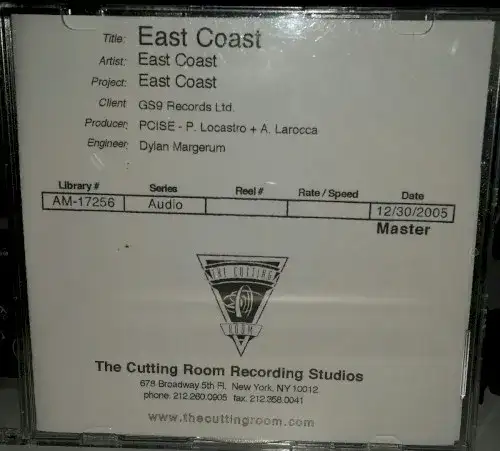 Title: East Coast
Artist: East Coast
Project: East Coast
Client GS9 Records Ltd.
Producer: PCISE - P. Locastro + A. Larocca
Engineer: Dylan Margerum
Library # Series Reel # Rate / Speed Date
AM-17256 Audio 12/30/2005
Master
THE CUTTING
ROOM
The Cutting Room Recording Studios
678 Broadway 5th Fl. New York, NY 10012
phone. 212.260.0905 fax. 212.358.0041
www.thecuttingroom.com